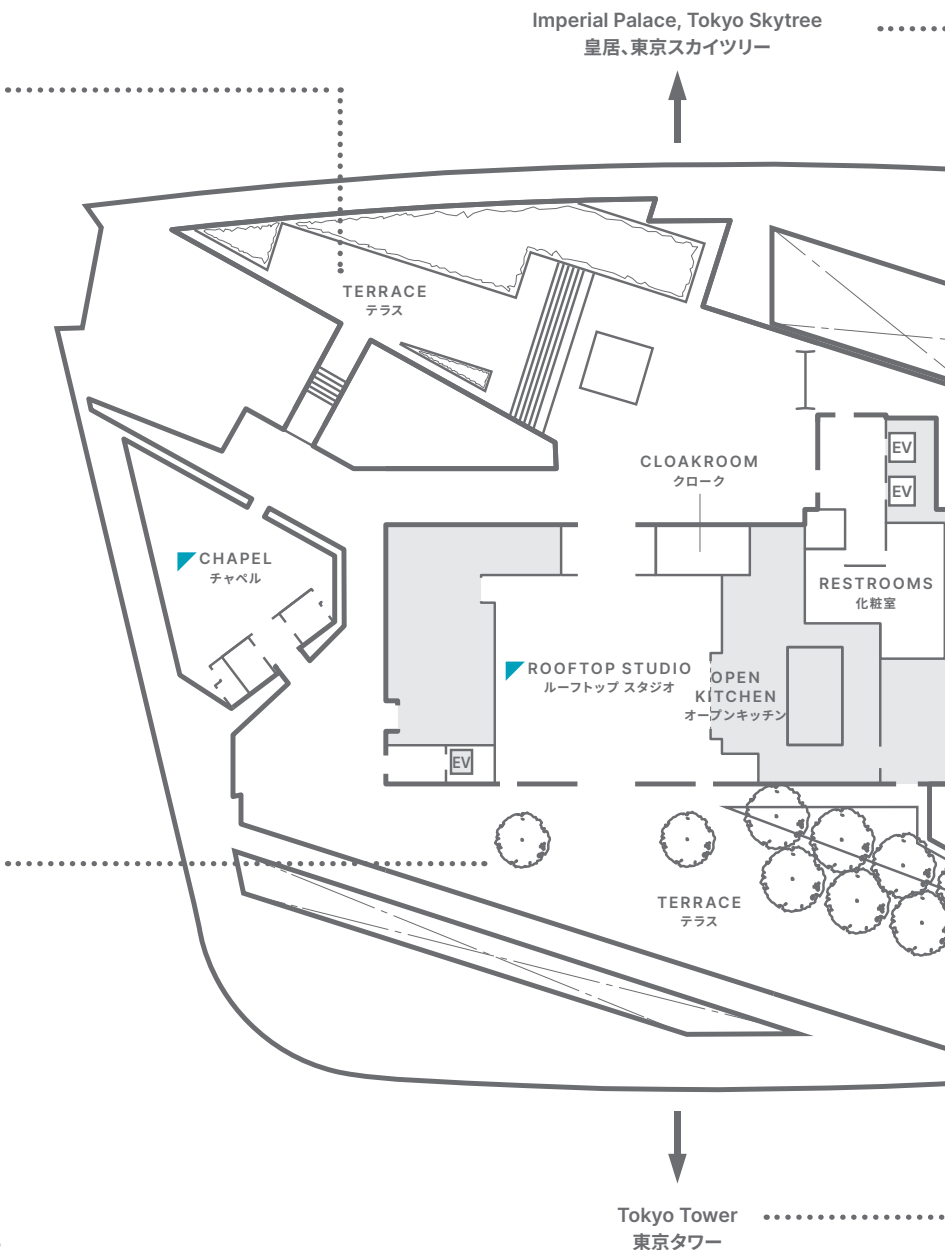 Imperial Palace, Tokyo Skytree
皇居、東京スカイツリー
TERRACE
テラス
CLOAKROOM
クローク
EV
EV
CHAPEL
チャペル
RESTROOMS
化粧室
ROOFTOP STUDIO
ルーフトップ スタジオ
OPEN
KITCHEN
オープンキッチン
EV
TERRACE
テラス
Tokyo Tower
東京タワー